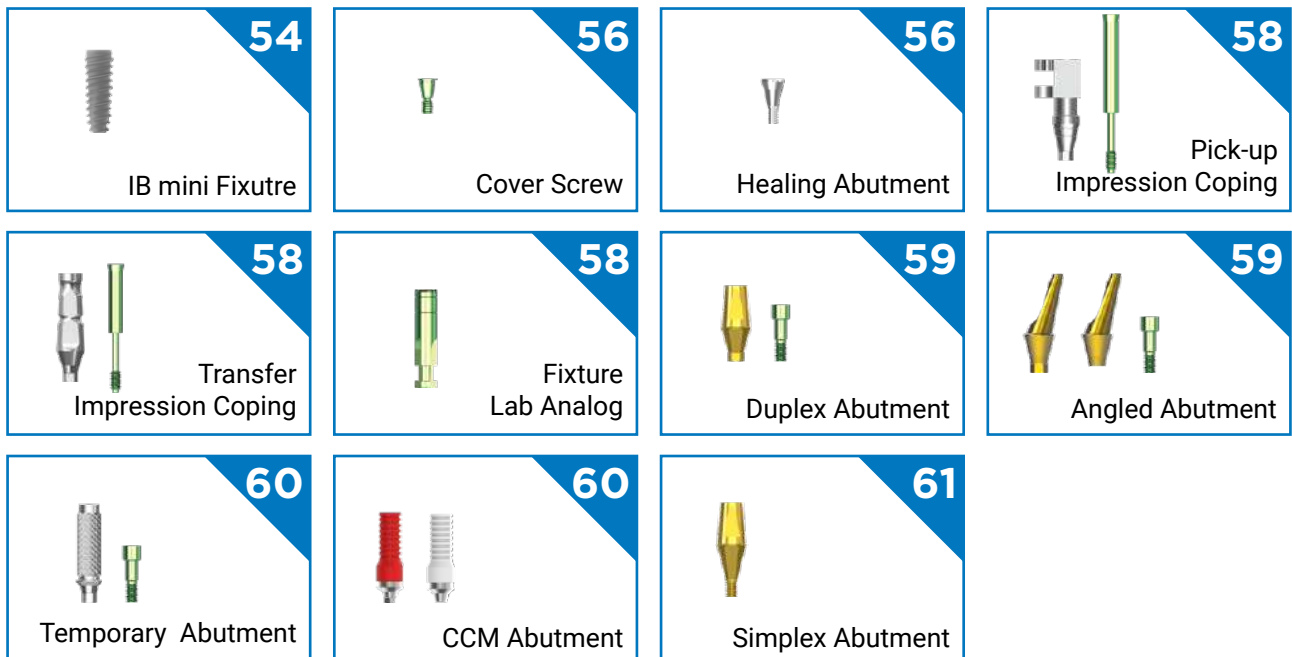 54
IB mini Fixutre
56
Cover Screw
56
Healing Abutment
58
Pick-up
Impression Coping
58
Transfer
Impression Coping
58
Fixture
Lab Analog
59
Duplex Abutment
59
Angled Abutment
60
Temporary Abutment
60
CCM Abutment
61
Simplex Abutment